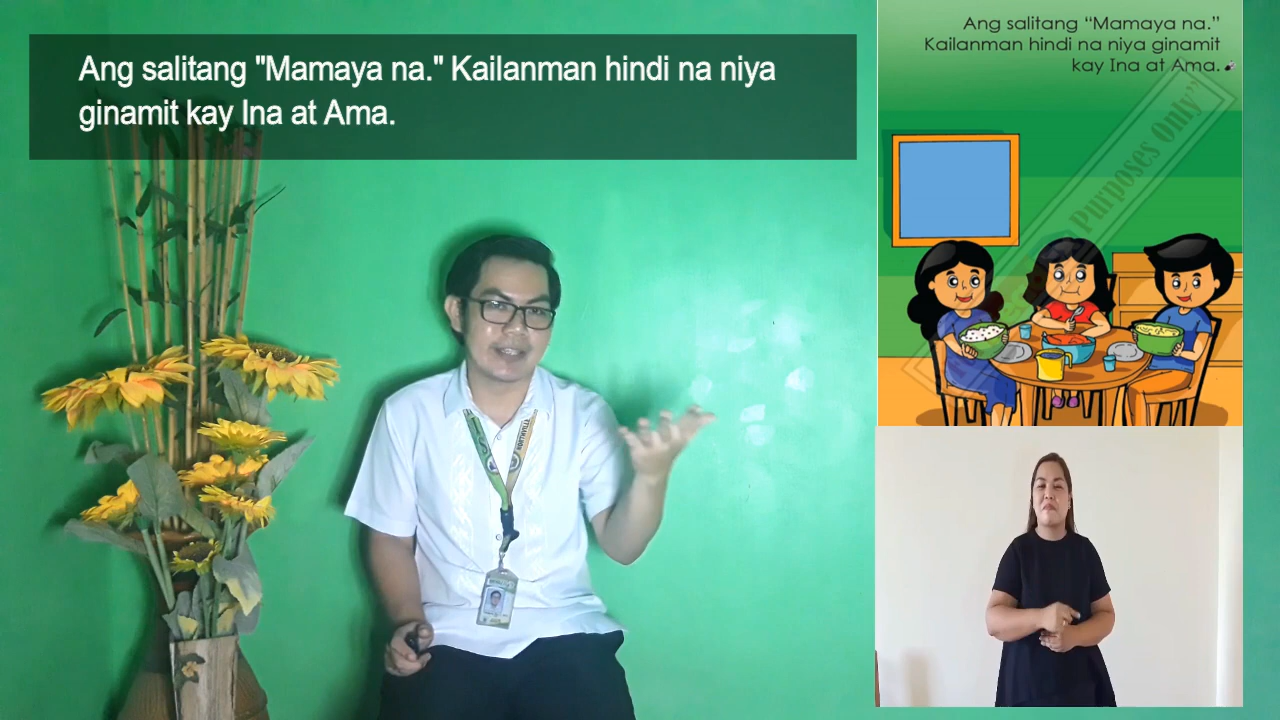 Ang salitang "Mamaya na." Kailanman hindi na niya
ginamit kay Ina at Ama.
Ang salitang “Mamaya na.”
Kailanman hindi na niya ginamit
kay Ina at Ama.
Purposes Only”